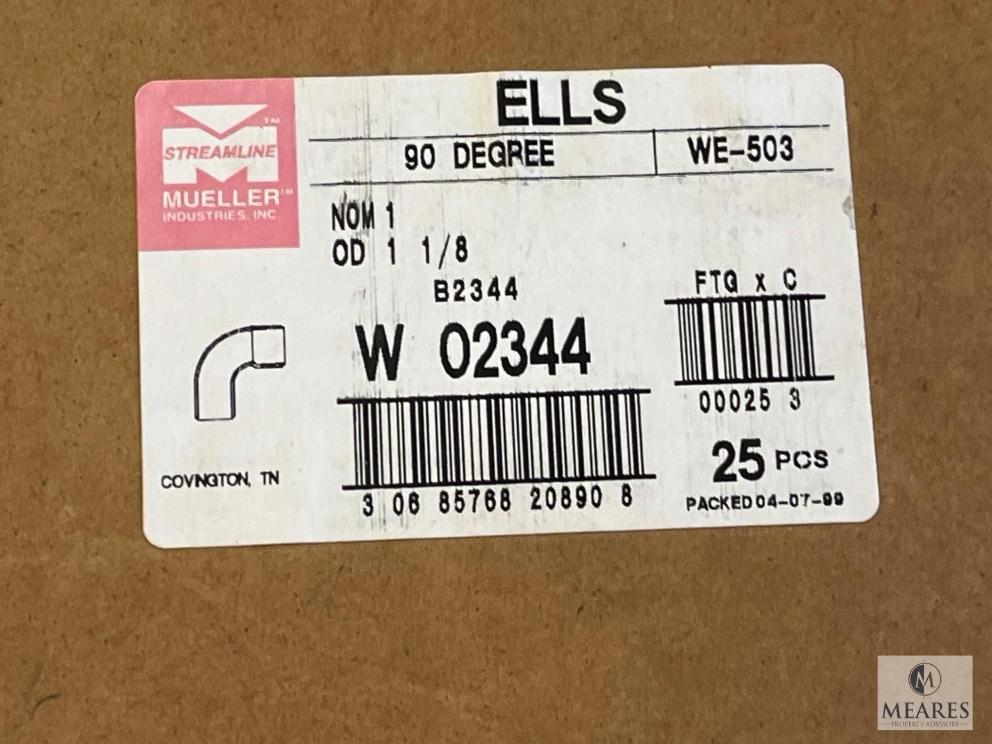 ELLS
90 DEGREE WE-503
STREAMLINE
MUELLER™
INDUSTRIES, INC
NOM 1
OD 1 1/8
B2344
W 02344
FTG x C
00025 3
3 06 85768 20890 8
25 PCS
COVINGTON, TN
PACKED 04-07-99
M
MEARES
PROPERTY ADVISORS